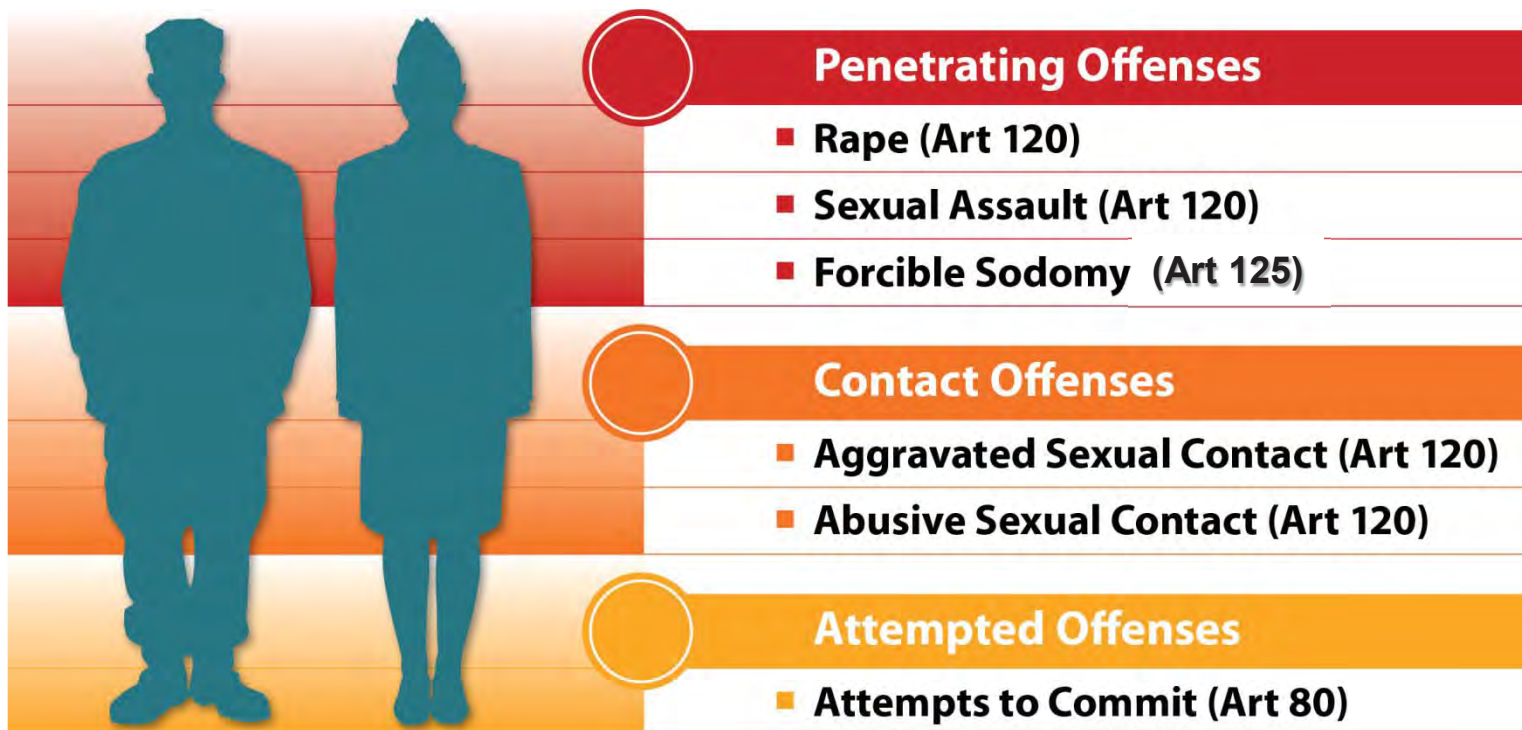 Penetrating Offenses
Rape (Art 120)
Sexual Assault (Art 120)
Forcible Sodomy (Art 125)
Contact Offenses
Aggravated Sexual Contact (Art 120)
Abusive Sexual Contact (Art 120)
Attempted Offenses
Attempts to Commit (Art 80)